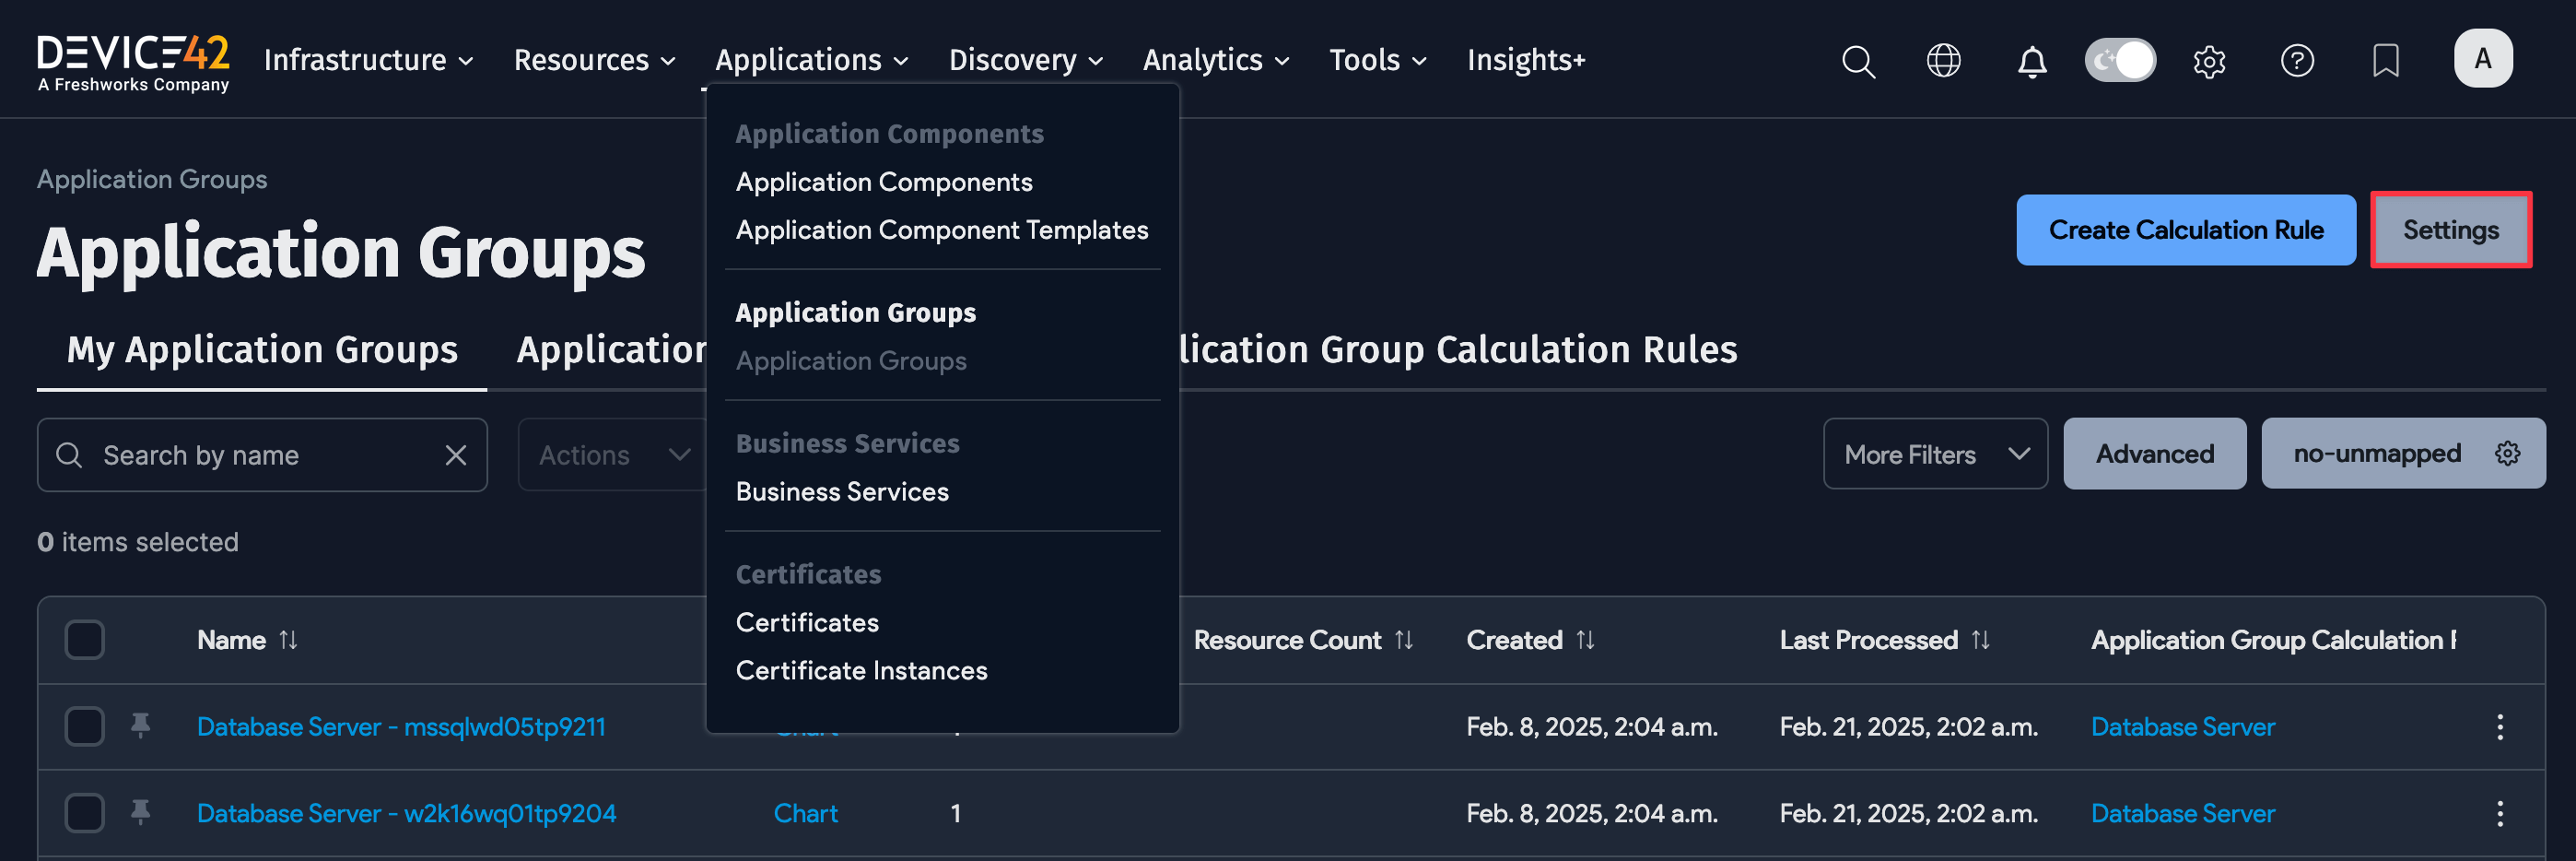 DEVICE42
A Freshworks Company
Infrastructure
Resources
Applications
Discovery
Analytics
Tools
Insights+
A
Application Components
Application Components
Application Component Templates
Application Groups
Application Groups
Business Services
Business Services
Certificates
Certificates
Certificate Instances
Application Groups
Application Groups
Create Calculation Rule
Settings
My Application Groups
Application
lication Group Calculation Rules
Search by name
Actions
More Filters
Advanced
no-unmapped
0 items selected
Name
Resource Count
Created
Last Processed
Application Group Calculation
Database Server - mssqlwd05tp9211
Chart
Feb. 8, 2025, 2:04 a.m.
Feb. 21, 2025, 2:02 a.m.
Database Server
Database Server - w2k16wq01tp9204
Chart
1
Feb. 8, 2025, 2:04 a.m.
Feb. 21, 2025, 2:02 a.m.
Database Server